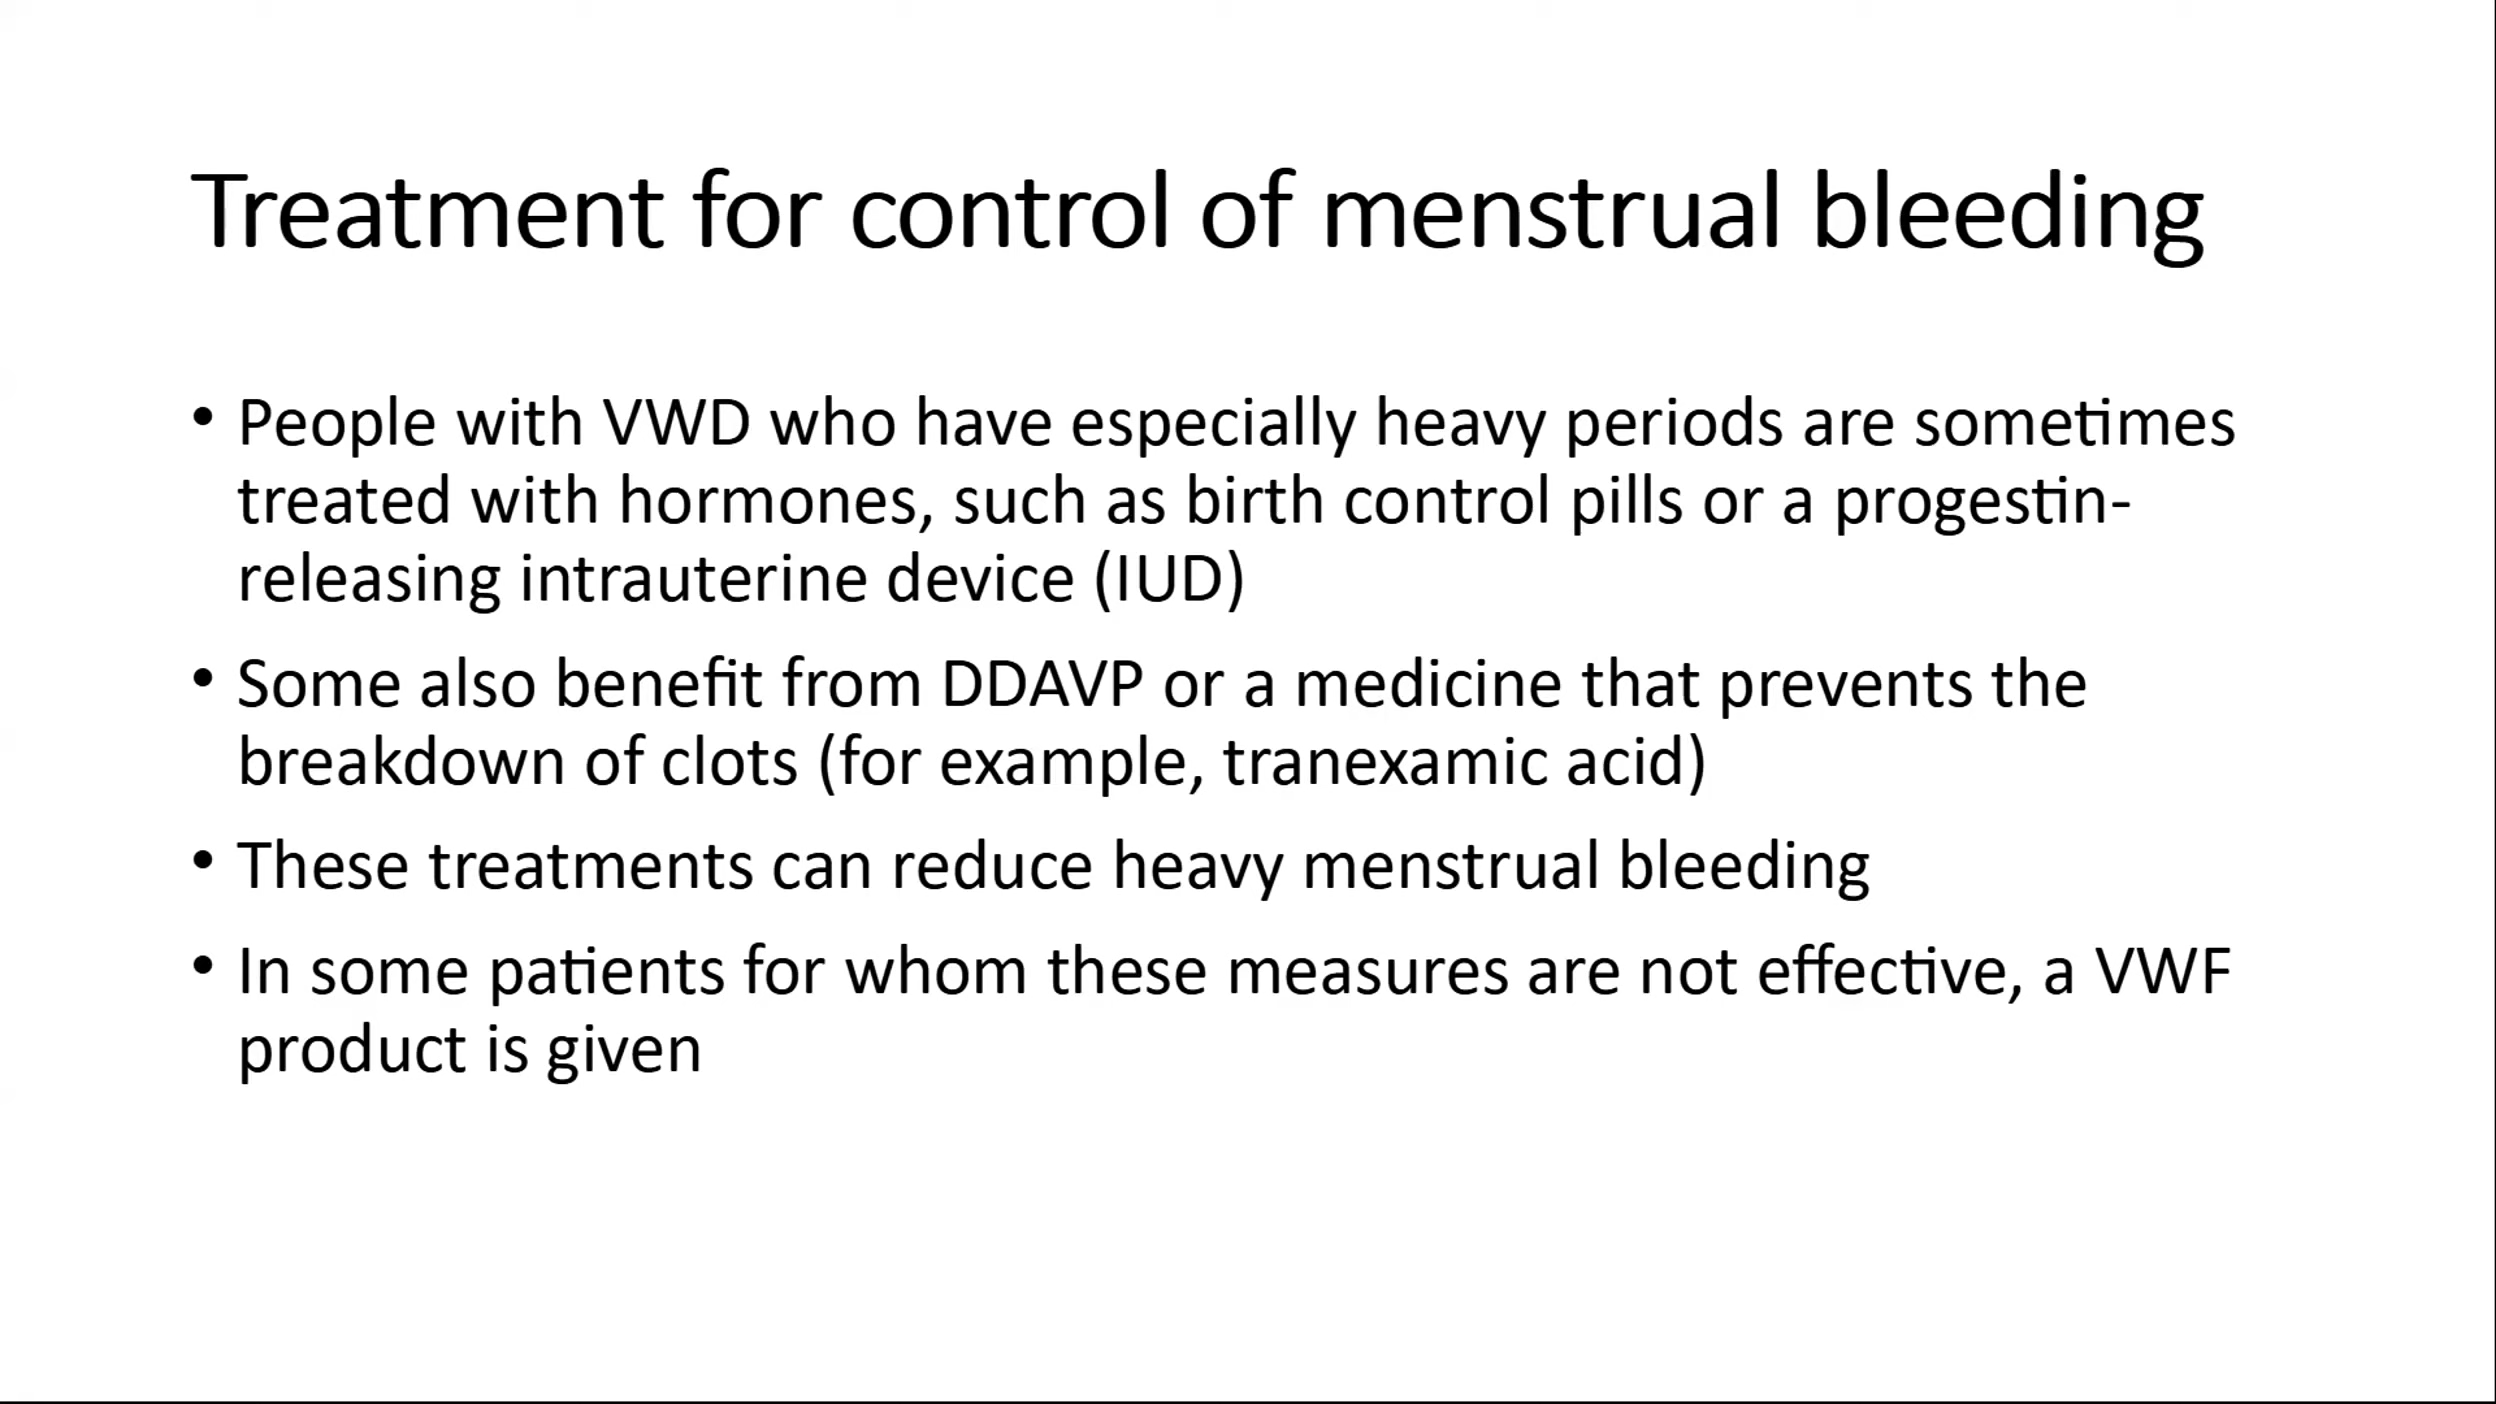 Treatment for control of menstrual bleeding
• People with VWD who have especially heavy periods are sometimes
treated with hormones, such as birth control pills or a progestin-
releasing intrauterine device (IUD)
• Some also benefit from DDAVP or a medicine that prevents the
breakdown of clots (for example, tranexamic acid)
• These treatments can reduce heavy menstrual bleeding
• In some patients for whom these measures are not effective, a VWF
product is given